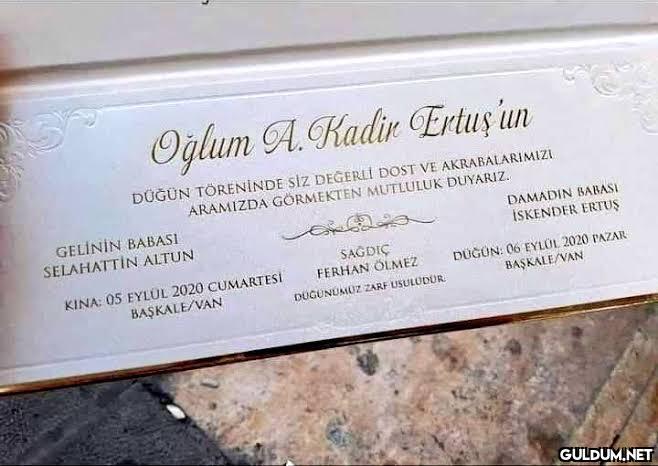 Oğlum A. Kadir Ertuş'un
DÜĞÜN TÖRENİNDE SİZ DEĞERLİ DOST VE AKRABALARIMIZI
ARAMIZDA GÖRMEKTEN MUTLULUK DUYARIZ.
GELİNİN BABASI
SELAHATTİN ALTUN
DAMADIN BABASI
İSKENDER ERTUŞ
SAĞDIÇ
FERHAN ÖLMEZ
KINA: 05 EYLÜL 2020 CUMARTESİ
BAŞKALE/VAN
DÜĞÜN: 06 EYLÜL 2020 PAZAR
BAŞKALE/VAN
DÜĞÜNÜMÜZ ZARF USULÜDÜR.
GULDUM.NET